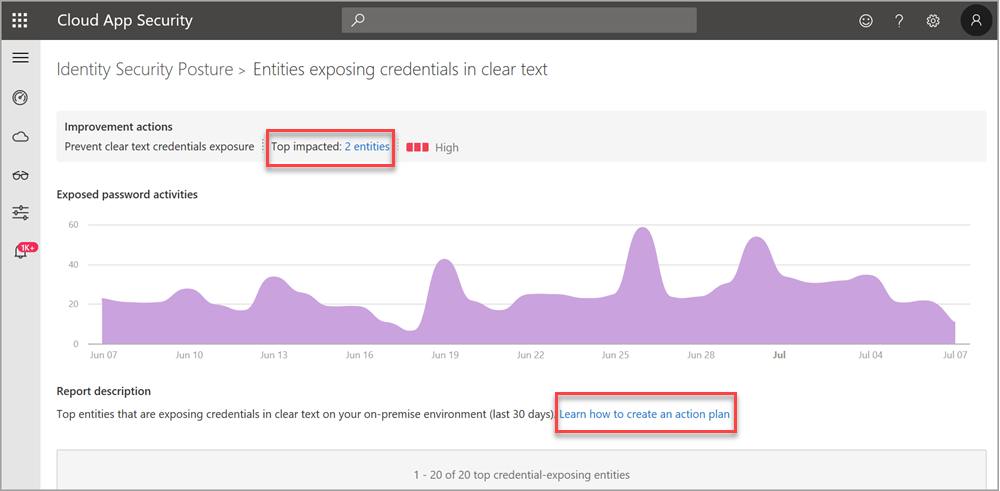 Cloud App Security
Identity Security Posture > Entities exposing credentials in clear text
1K+
Improvement actions
Prevent clear text credentials exposure Top impacted: 2 entities High
Exposed password activities
60
40
20
0
Jun 07 Jun 10 Jun 13 Jun 16 Jun 19 Jun 22 Jun 25 Jun 28 Jul Jul 04 Jul 07
Report description
Top entities that are exposing credentials in clear text on your on-premise environment (last 30 days). Learn how to create an action plan
1 - 20 of 20 top credential-exposing entities